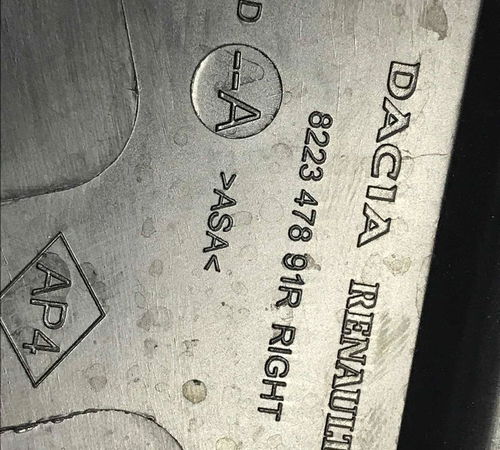 DACIA RENAULT
8223 478 91R RIGHT
>ASA<
--A
D
AP4